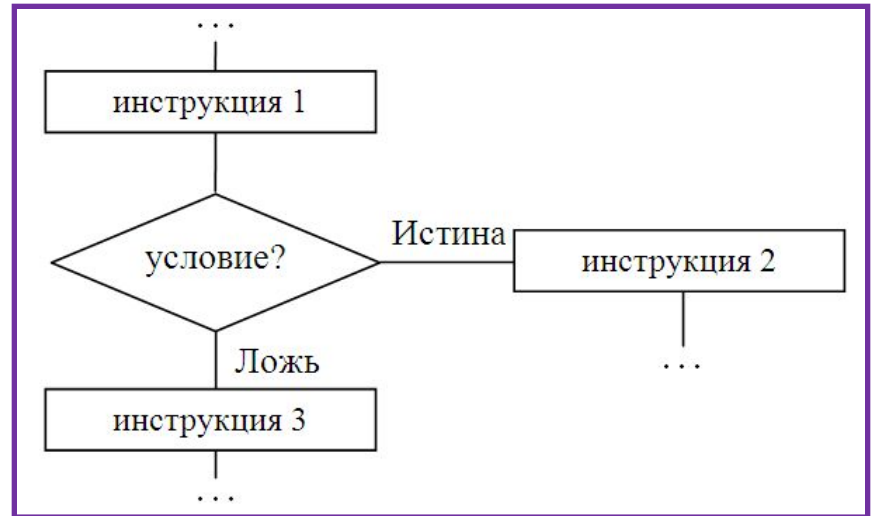 ...
инструкция 1
условие?
Истина
инструкция 2
...
Ложь
инструкция 3
...